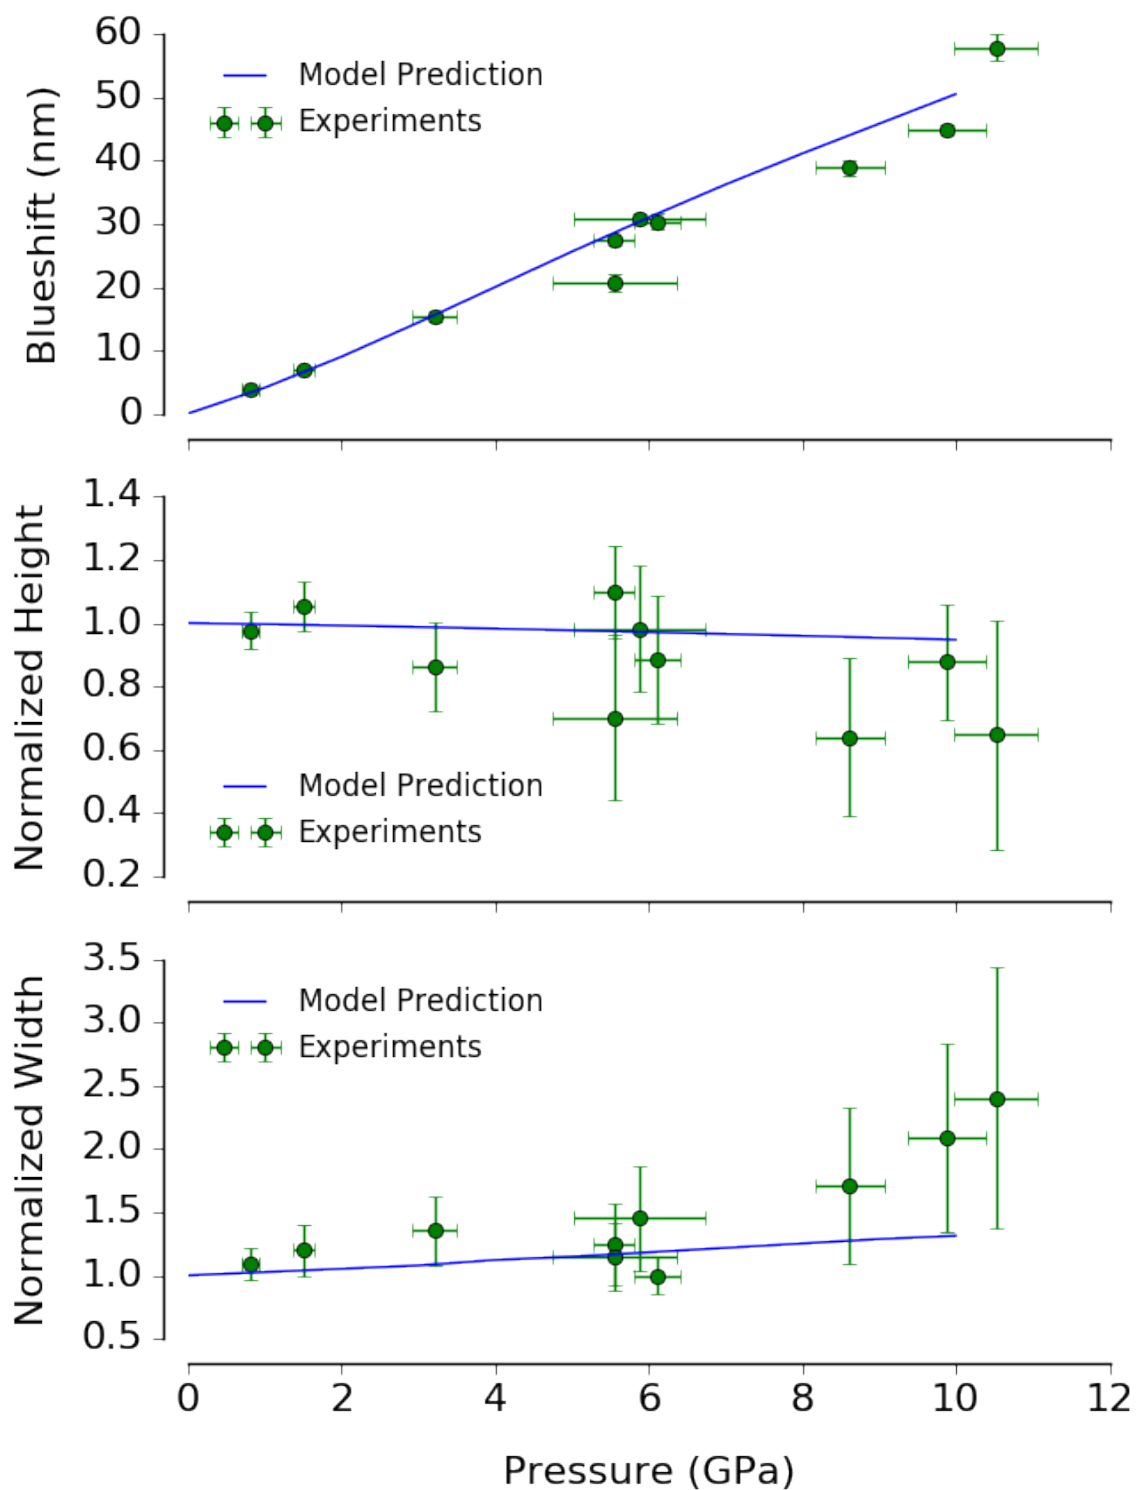 60
50
40
30
20
10
0
Blueshift (nm)
Model Prediction
Experiments
1.4
1.2
1.0
0.8
0.6
0.4
0.2
Normalized Height
Model Prediction
Experiments
3.5
3.0
2.5
2.0
1.5
1.0
0.5
Normalized Width
Model Prediction
Experiments
0 2 4 6 8 10 12
Pressure (GPa)